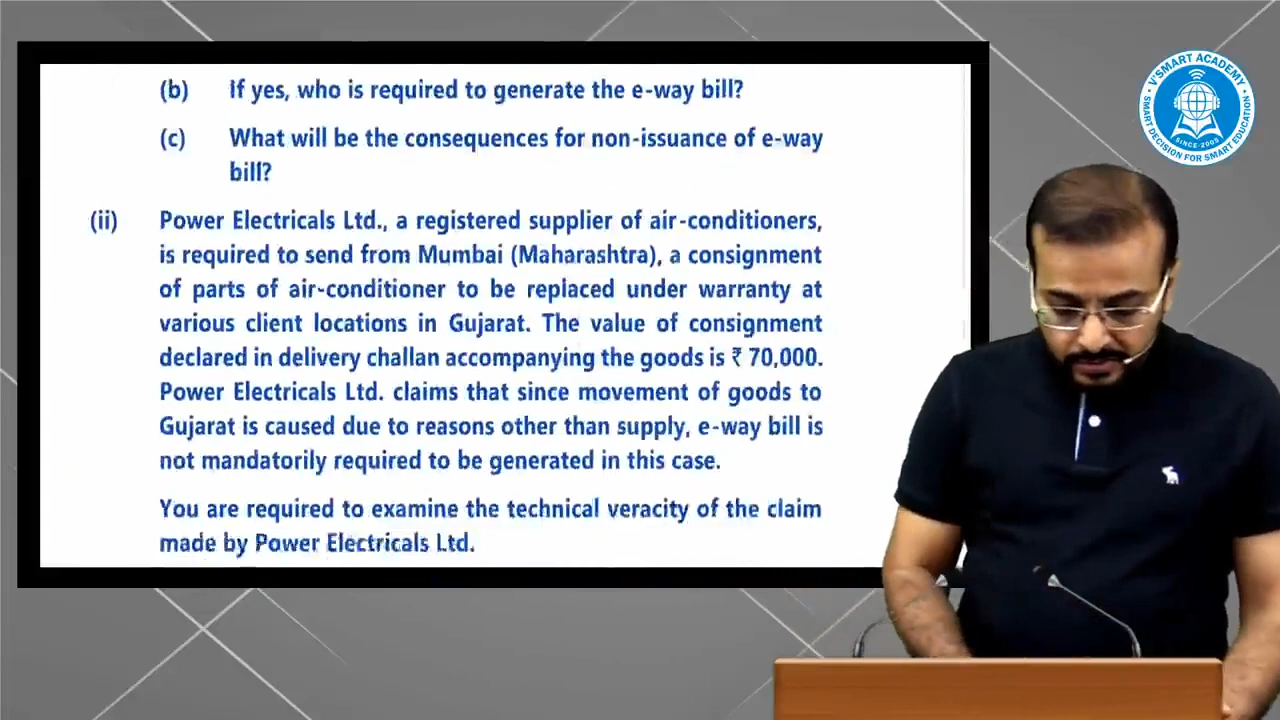 (b) If yes, who is required to generate the e-way bill?
(c) What will be the consequences for non-issuance of e-way
bill?
(ii) Power Electricals Ltd., a registered supplier of air-conditioners,
is required to send from Mumbai (Maharashtra), a consignment
of parts of air-conditioner to be replaced under warranty at
various client locations in Gujarat. The value of consignment
declared in delivery challan accompanying the goods is ₹ 70,000.
Power Electricals Ltd. claims that since movement of goods to
Gujarat is caused due to reasons other than supply, e-way bill is
not mandatorily required to be generated in this case.
You are required to examine the technical veracity of the claim
made by Power Electricals Ltd.
V'SMART ACADEMY
SINCE-2003
SMART DECISION FOR SMART EDUCATION